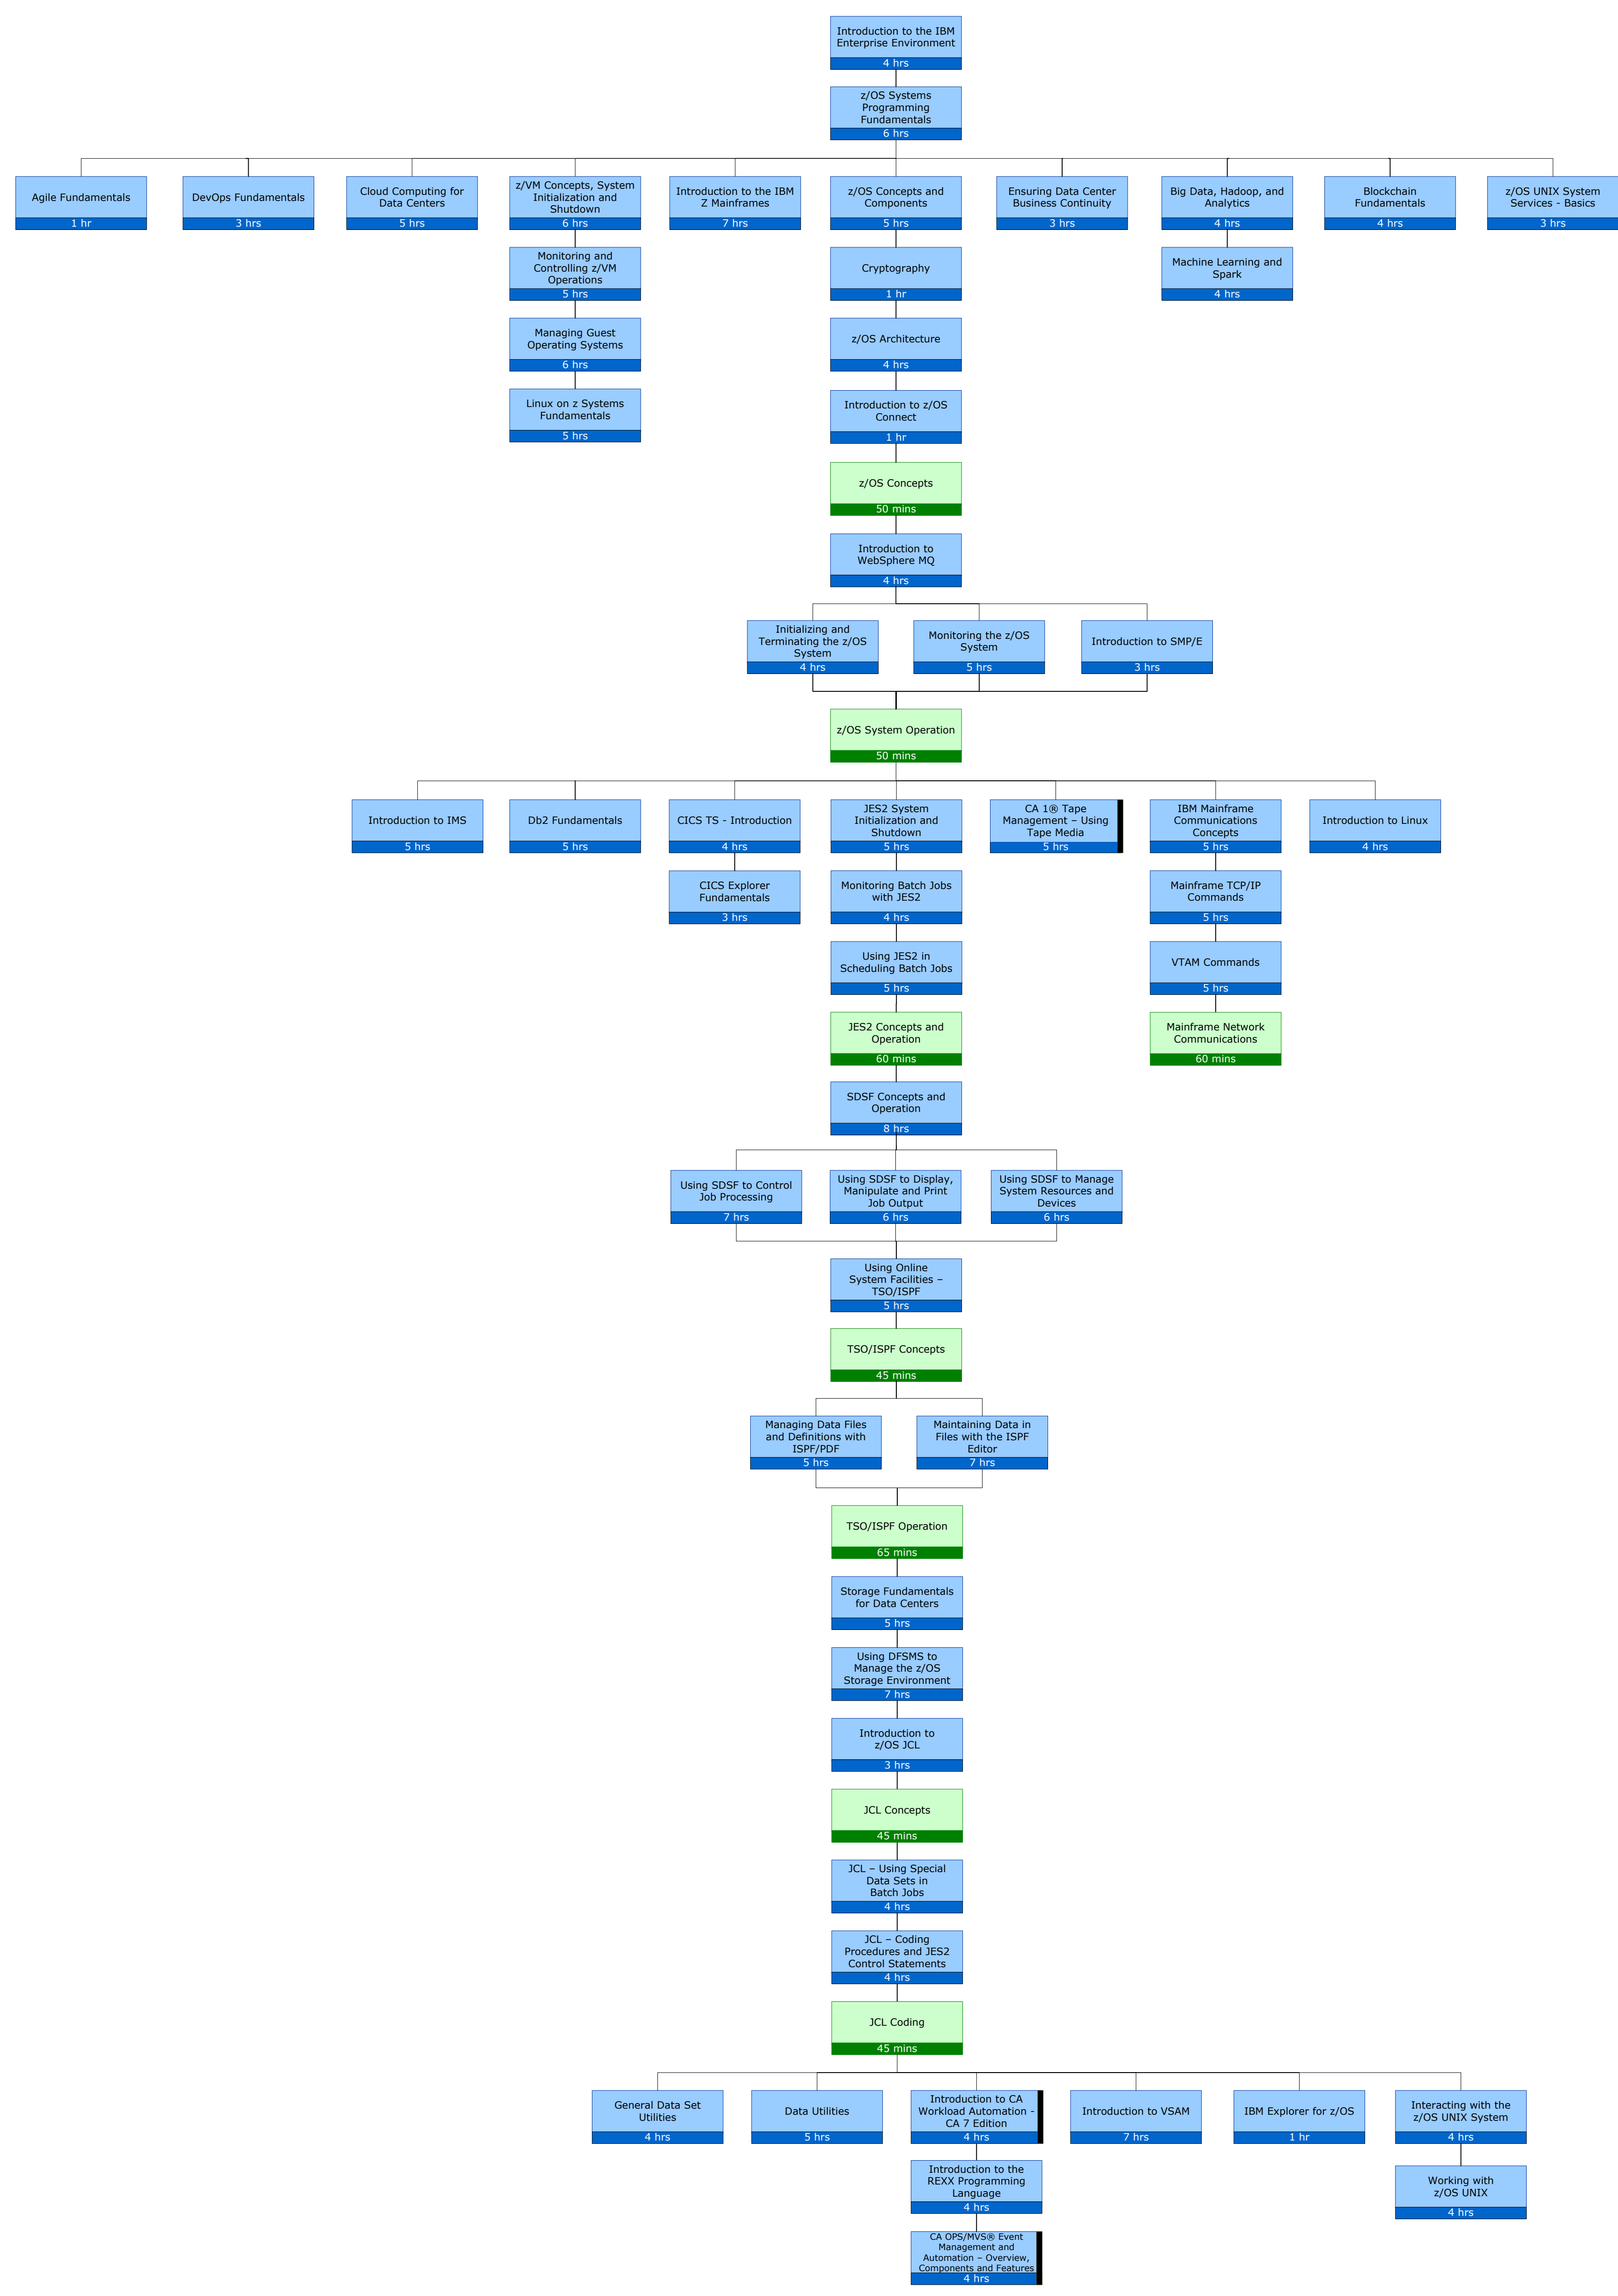 Introduction to the IBM
Enterprise Environment
4 hrs
z/OS Systems
Programming
Fundamentals
6 hrs
Agile Fundamentals
1 hr
DevOps Fundamentals
3 hrs
Cloud Computing for
Data Centers
5 hrs
z/VM Concepts, System
Initialization and
Shutdown
6 hrs
Introduction to the IBM
Z Mainframes
7 hrs
z/OS Concepts and
Components
5 hrs
Ensuring Data Center
Business Continuity
3 hrs
Big Data, Hadoop, and
Analytics
4 hrs
Blockchain
Fundamentals
4 hrs
z/OS UNIX System
Services - Basics
3 hrs
Monitoring and
Controlling z/VM
Operations
5 hrs
Cryptography
1 hr
Machine Learning and
Spark
4 hrs
Managing Guest
Operating Systems
6 hrs
z/OS Architecture
4 hrs
Linux on z Systems
Fundamentals
5 hrs
Introduction to z/OS
Connect
1 hr
z/OS Concepts
50 mins
Introduction to
WebSphere MQ
4 hrs
Initializing and
Terminating the z/OS
System
4 hrs
Monitoring the z/OS
System
5 hrs
Introduction to SMP/E
3 hrs
z/OS System Operation
50 mins
Introduction to IMS
5 hrs
Db2 Fundamentals
5 hrs
CICS TS - Introduction
4 hrs
JES2 System
Initialization and
Shutdown
5 hrs
CA 1® Tape
Management – Using
Tape Media
5 hrs
IBM Mainframe
Communications
Concepts
5 hrs
Introduction to Linux
4 hrs
CICS Explorer
Fundamentals
3 hrs
Monitoring Batch Jobs
with JES2
4 hrs
Mainframe TCP/IP
Commands
5 hrs
Using JES2 in
Scheduling Batch Jobs
5 hrs
VTAM Commands
5 hrs
JES2 Concepts and
Operation
60 mins
Mainframe Network
Communications
60 mins
SDSF Concepts and
Operation
8 hrs
Using SDSF to Control
Job Processing
7 hrs
Using SDSF to Display,
Manipulate and Print
Job Output
6 hrs
Using SDSF to Manage
System Resources and
Devices
6 hrs
Using Online
System Facilities –
TSO/ISPF
5 hrs
TSO/ISPF Concepts
45 mins
Managing Data Files
and Definitions with
ISPF/PDF
5 hrs
Maintaining Data in
Files with the ISPF
Editor
7 hrs
TSO/ISPF Operation
65 mins
Storage Fundamentals
for Data Centers
5 hrs
Using DFSMS to
Manage the z/OS
Storage Environment
7 hrs
Introduction to
z/OS JCL
3 hrs
JCL Concepts
45 mins
JCL – Using Special
Data Sets in
Batch Jobs
4 hrs
JCL – Coding
Procedures and JES2
Control Statements
4 hrs
JCL Coding
45 mins
General Data Set
Utilities
4 hrs
Data Utilities
5 hrs
Introduction to CA
Workload Automation -
CA 7 Edition
4 hrs
Introduction to VSAM
7 hrs
IBM Explorer for z/OS
1 hr
Interacting with the
z/OS UNIX System
4 hrs
Introduction to the
REXX Programming
Language
4 hrs
Working with
z/OS UNIX
4 hrs
CA OPS/MVS® Event
Management and
Automation – Overview,
Components and Features
4 hrs